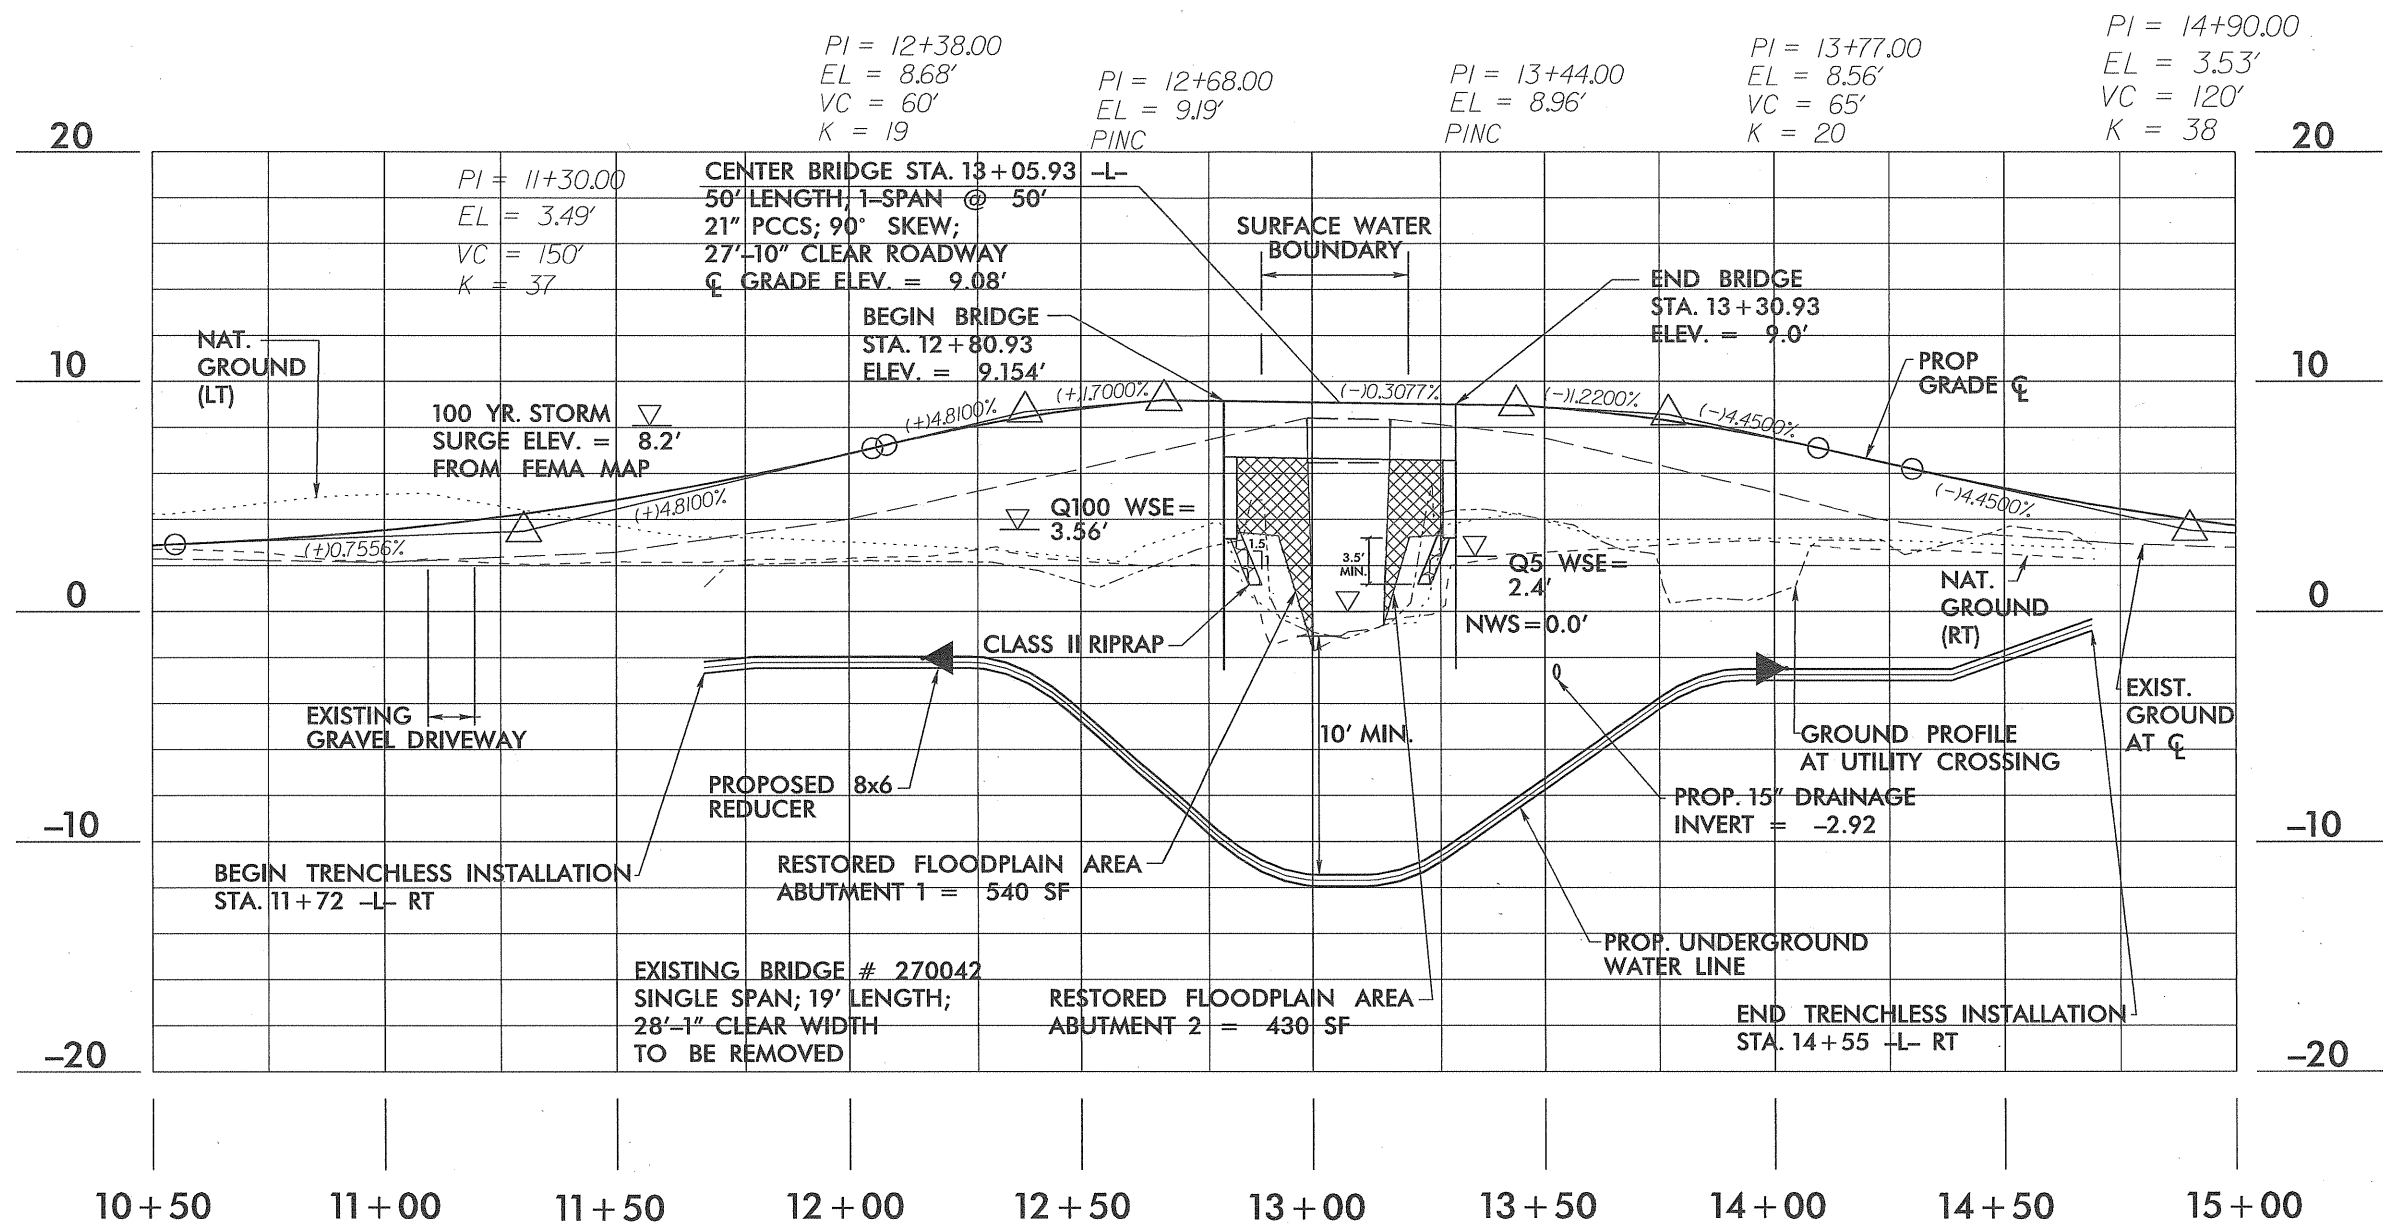 PI = 12+38.00
EL = 8.68'
VC = 60'
K = 19
PI = 12+68.00
EL = 9.19'
PINC
PI = 13+44.00
EL = 8.96'
PINC
PI = 13+77.00
EL = 8.56'
VC = 65'
K = 20
PI = 14+90.00
EL = 3.53'
VC = 120'
K = 38
20
20
PI = 11+30.00
EL = 3.49'
VC = 150'
K = 37
CENTER BRIDGE STA. 13+05.93 -L-
50' LENGTH, 1-SPAN @ 50'
21" PCCS; 90° SKEW;
27'-10" CLEAR ROADWAY
℄ GRADE ELEV. = 9.08'
SURFACE WATER
BOUNDARY
BEGIN BRIDGE
STA. 12+80.93
ELEV. = 9.154'
END BRIDGE
STA. 13+30.93
ELEV. = 9.0'
NAT.
GROUND
(LT)
PROP
GRADE ℄
10
10
100 YR. STORM
SURGE ELEV. = 8.2'
FROM FEMA MAP
(+)4.8100%
(+)1.7000%
(-)0.3077%
(-)1.2200%
(-)4.4500%
(+)0.7556%
(+)4.8100%
(-)4.4500%
Q100 WSE=
3.56'
1.5
1
3.5'
MIN.
Q5 WSE=
2.4'
NWS=0.0'
NAT.
GROUND
(RT)
0
0
CLASS II RIPRAP
EXISTING
GRAVEL DRIVEWAY
10' MIN.
GROUND PROFILE
AT UTILITY CROSSING
EXIST.
GROUND
AT ℄
PROPOSED 8x6
REDUCER
PROP. 15" DRAINAGE
INVERT = -2.92
-10
-10
BEGIN TRENCHLESS INSTALLATION
STA. 11+72 -L- RT
RESTORED FLOODPLAIN AREA
ABUTMENT 1 = 540 SF
PROP. UNDERGROUND
WATER LINE
EXISTING BRIDGE # 270042
SINGLE SPAN; 19' LENGTH;
28'-1" CLEAR WIDTH
TO BE REMOVED
RESTORED FLOODPLAIN AREA
ABUTMENT 2 = 430 SF
END TRENCHLESS INSTALLATION
STA. 14+55 -L- RT
-20
-20
10+50 11+00 11+50 12+00 12+50 13+00 13+50 14+00 14+50 15+00